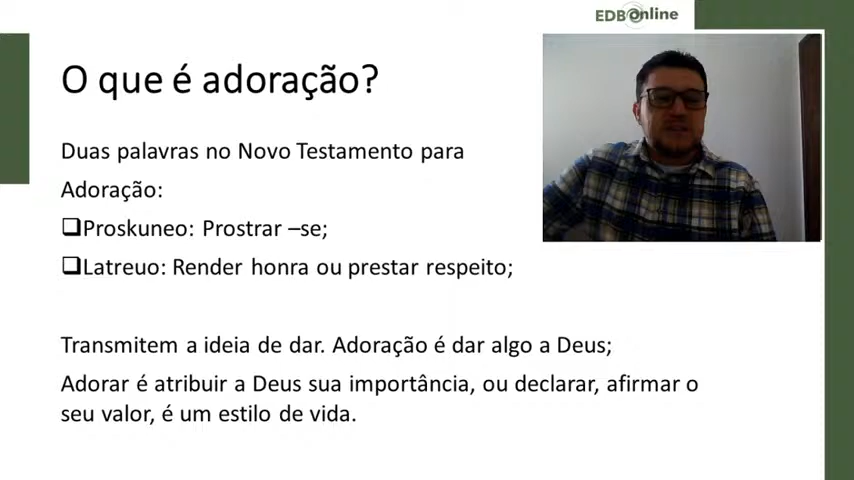 EDBOnline
O que é adoração?
Duas palavras no Novo Testamento para
Adoração:
❑Proskuneo: Prostrar –se;
❑Latreuo: Render honra ou prestar respeito;
Transmitem a ideia de dar. Adoração é dar algo a Deus;
Adorar é atribuir a Deus sua importância, ou declarar, afirmar o
seu valor, é um estilo de vida.